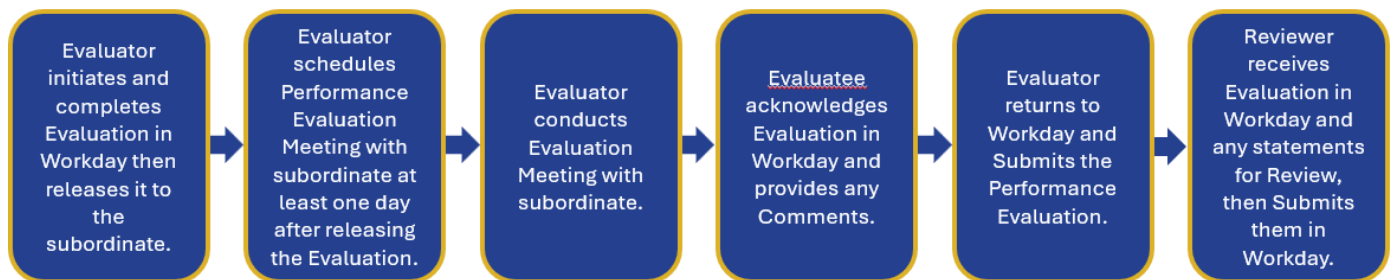 Evaluator
initiates and
completes
Evaluation in
Workday then
releases it to
the
subordinate.
Evaluator
schedules
Performance
Evaluation
Meeting with
subordinate at
least one day
after releasing
the Evaluation.
Evaluator
conducts
Evaluation
Meeting with
subordinate.
Evaluatee
acknowledges
Evaluation in
Workday and
provides any
Comments.
Evaluator
returns to
Workday and
Submits the
Performance
Evaluation.
Reviewer
receives
Evaluation in
Workday and
any statements
for Review,
then Submits
them in
Workday.